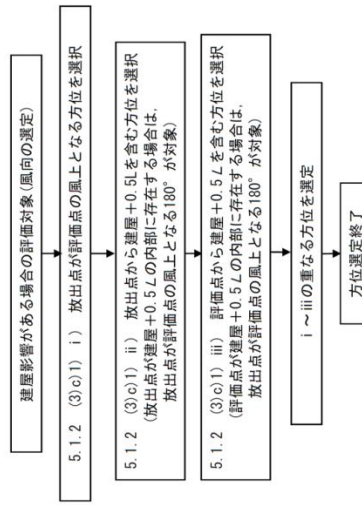 建屋影響がある場合の評価対象(風向の選定)
5.1.2 (3)c)1) ⅰ) 放出点が評価点の風上となる方位を選択
5.1.2 (3)c)1) ⅱ) 放出点から建屋+0.5Lを含む方位を選択
(放出点が建屋+0.5Lの内部に存在する場合は,
放出点が評価点の風上となる180° が対象)
5.1.2 (3)c)1) ⅲ) 評価点から建屋+0.5Lを含む方位を選択
(評価点が建屋+0.5Lの内部に存在する場合は,
放出点が評価点の風上となる180° が対象)
ⅰ~ⅲの重なる方位を選定
方位選定終了